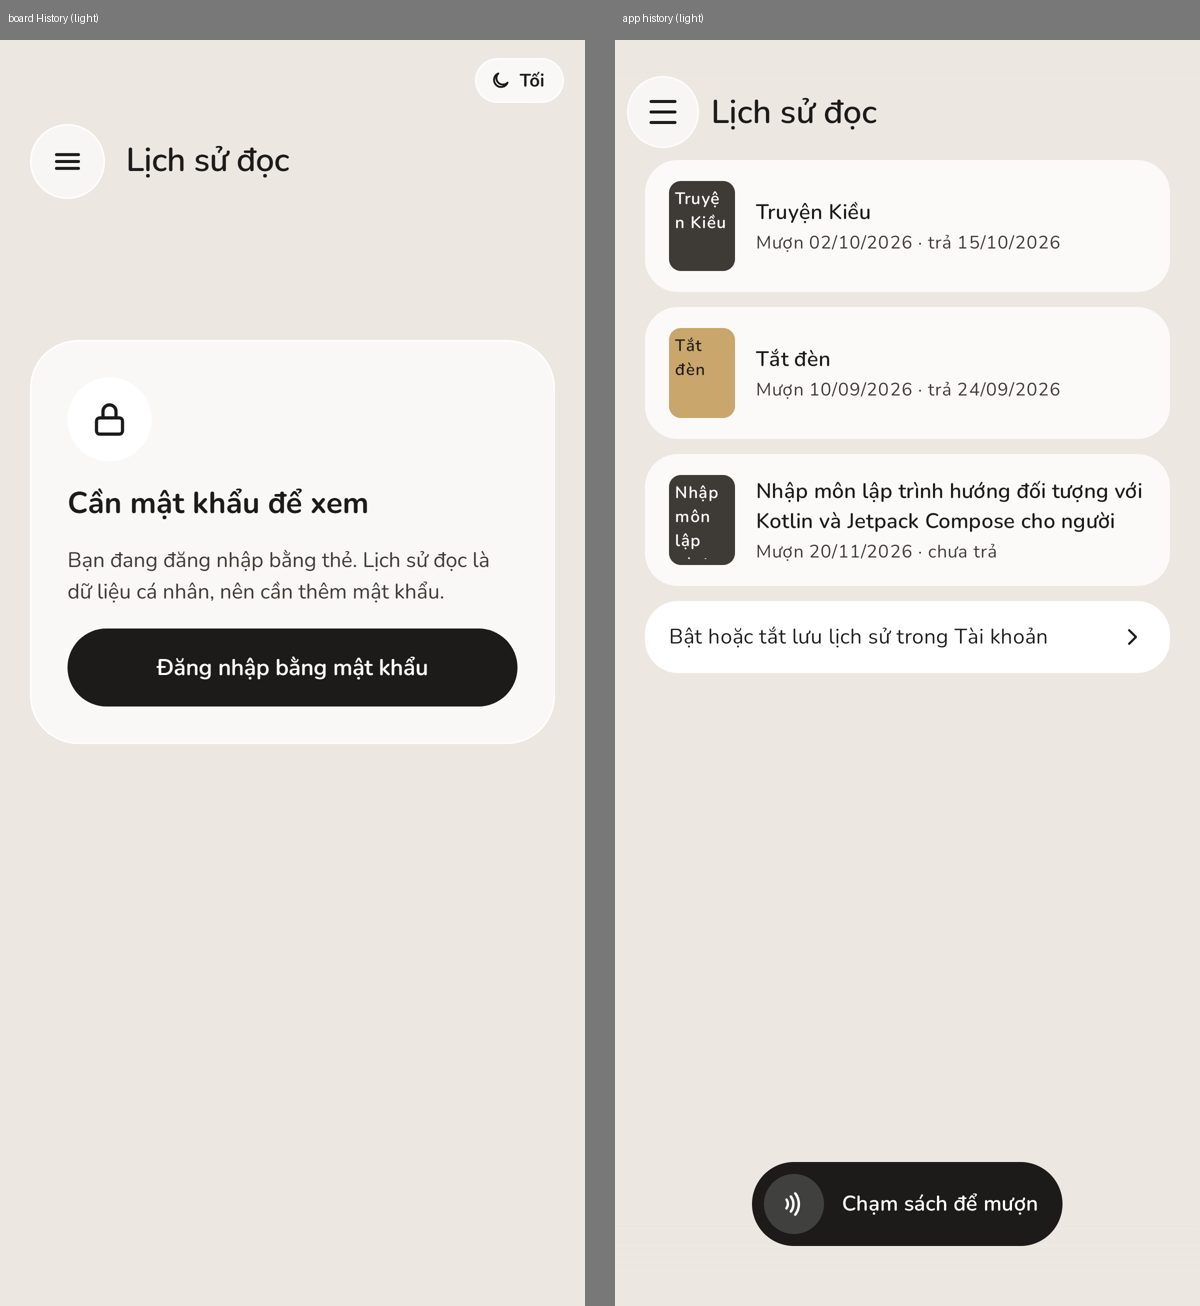 board History (light)
Tối
Lịch sử đọc
Cần mật khẩu để xem
Bạn đang đăng nhập bằng thẻ. Lịch sử đọc là
dữ liệu cá nhân, nên cần thêm mật khẩu.
Đăng nhập bằng mật khẩu
app history (light)
Lịch sử đọc
Truyệ
n Kiều
Truyện Kiều
Mượn 02/10/2026 · trả 15/10/2026
Tắt
đèn
Tắt đèn
Mượn 10/09/2026 · trả 24/09/2026
Nhập
môn
lập
Nhập môn lập trình hướng đối tượng với
Kotlin và Jetpack Compose cho người
Mượn 20/11/2026 · chưa trả
Bật hoặc tắt lưu lịch sử trong Tài khoản
Chạm sách để mượn